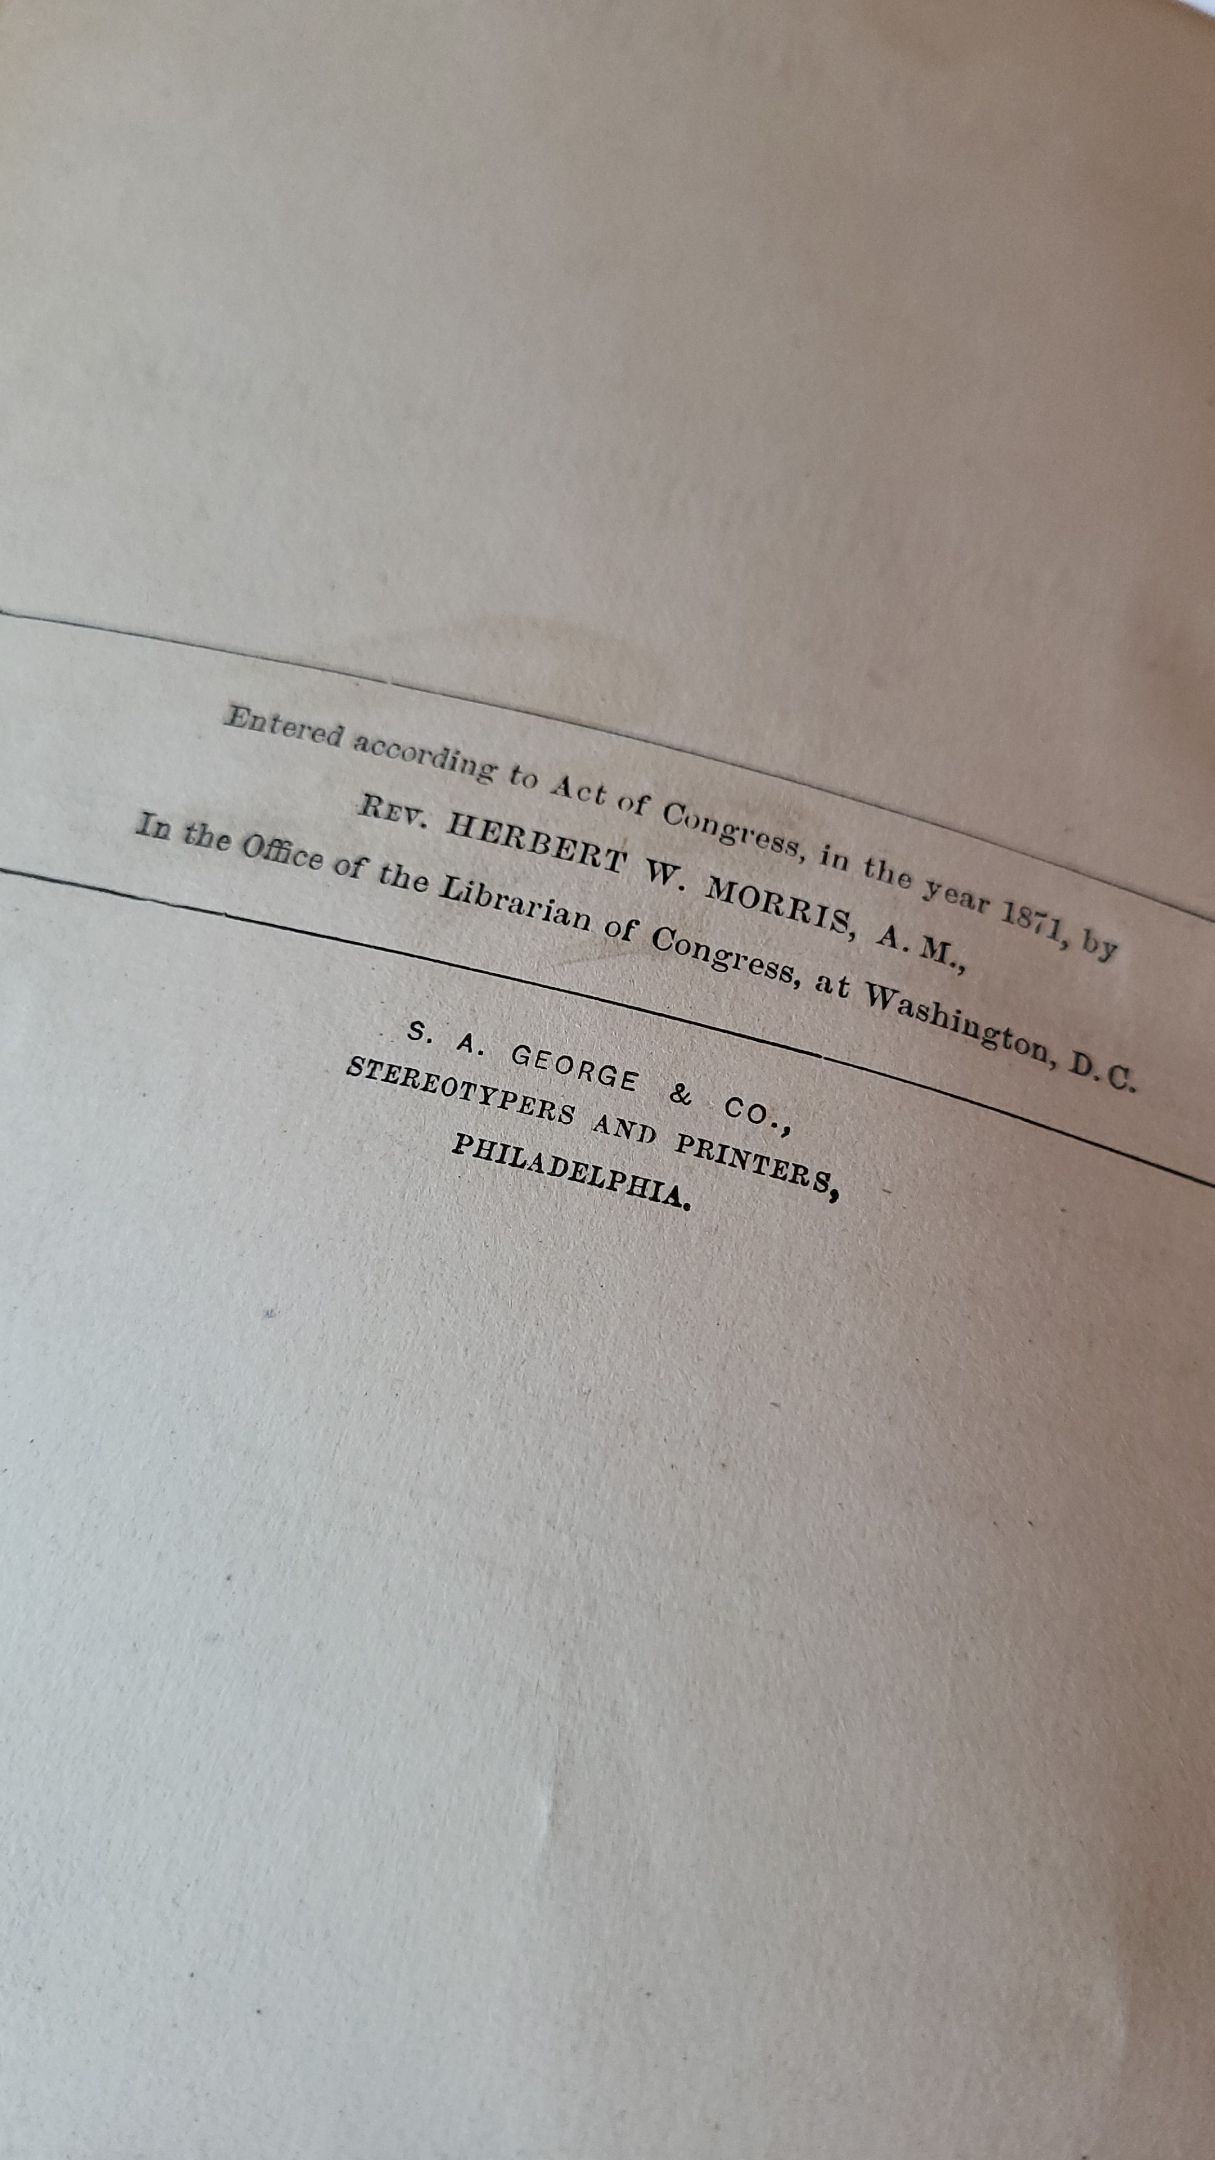 Entered according to Act of Congress, in the year 1871, by
REV. HERBERT W. MORRIS, A. M.,
In the Office of the Librarian of Congress, at Washington, D. C.
S. A. GEORGE & CO.,
STEREOTYPERS AND PRINTERS,
PHILADELPHIA.